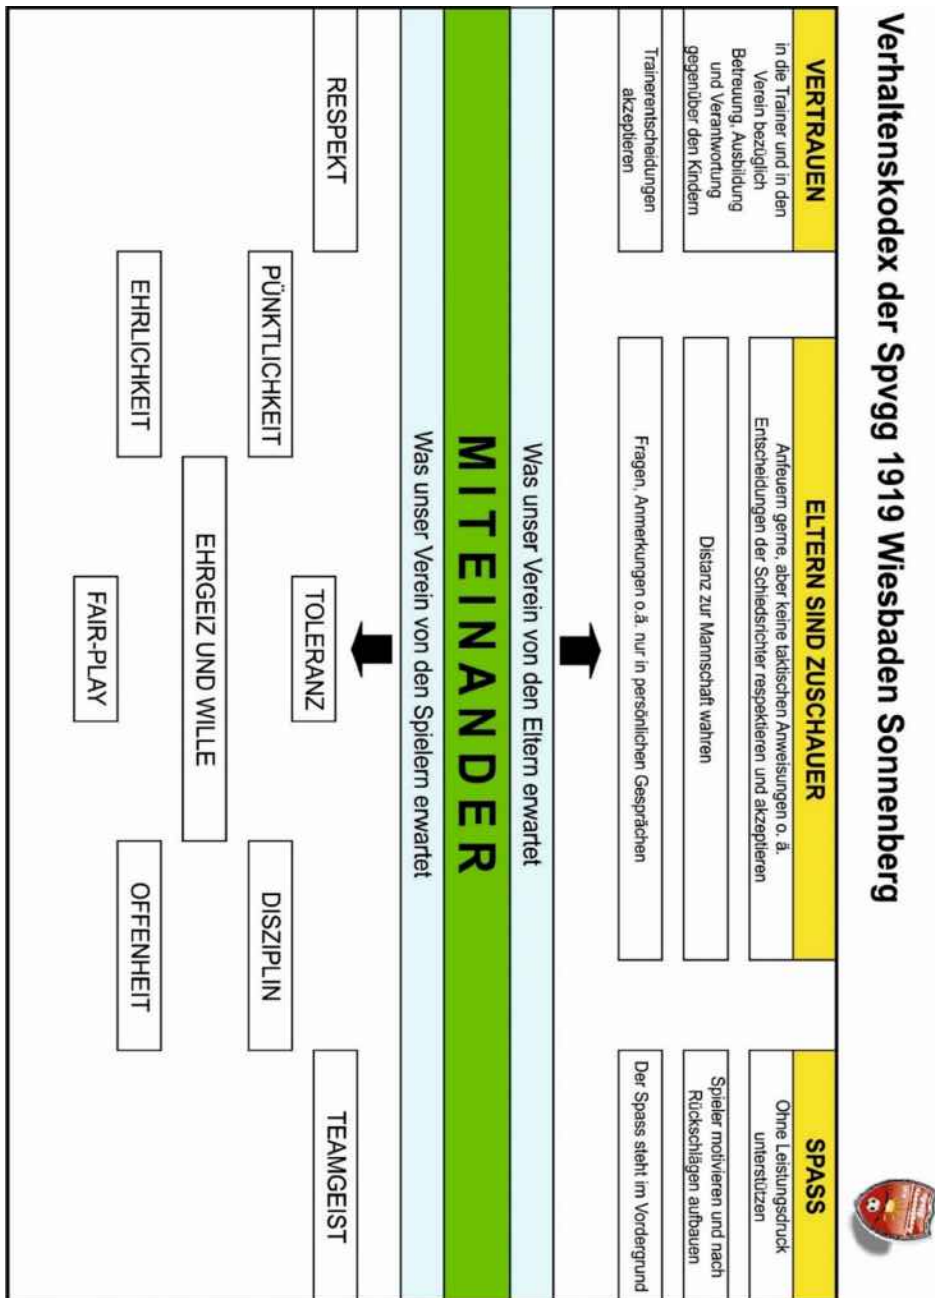 Verhaltenskodex der Spvgg 1919 Wiesbaden Sonnenberg
VERTRAUEN
in die Trainer und in den
Verein bezüglich
Betreuung, Ausbildung
und Verantwortung
gegenüber den Kindern
Trainerentscheidungen
akzeptieren
ELTERN SIND ZUSCHAUER
Anfeuern gerne, aber keine taktischen Anweisungen o. ä.
Entscheidungen der Schiedsrichter respektieren und akzeptieren
Distanz zur Mannschaft wahren
Fragen, Anmerkungen o.ä. nur in persönlichen Gesprächen
SPASS
Ohne Leistungsdruck
unterstützen
Spieler motivieren und nach
Rückschlägen aufbauen
Der Spass steht im Vordergrund
Was unser Verein von den Eltern erwartet
MITEINANDER
Was unser Verein von den Spielern erwartet
RESPEKT
TOLERANZ
TEAMGEIST
PÜNKTLICHKEIT
DISZIPLIN
EHRGEIZ UND WILLE
EHRLICHKEIT
OFFENHEIT
FAIR-PLAY